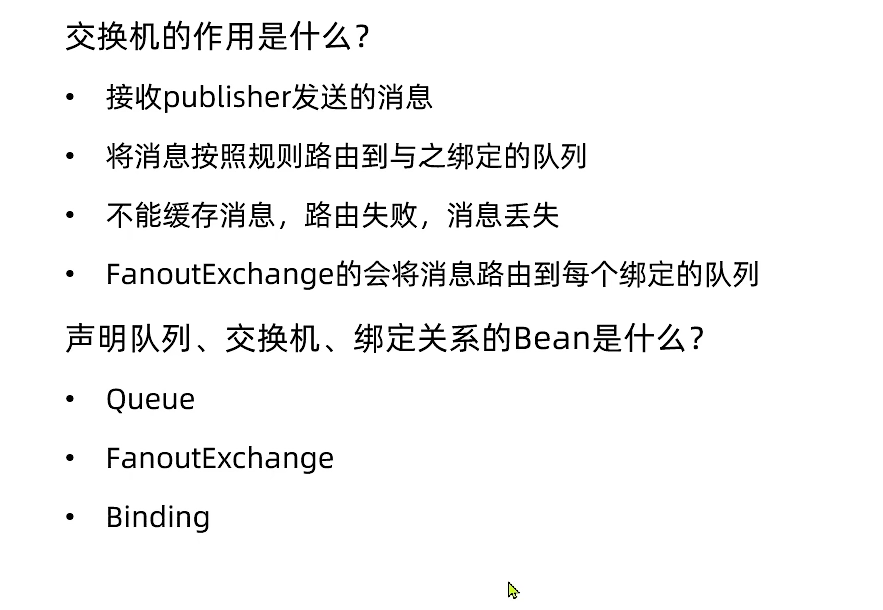 交换机的作用是什么？
• 接收publisher发送的消息
• 将消息按照规则路由到与之绑定的队列
• 不能缓存消息，路由失败，消息丢失
• FanoutExchange的会将消息路由到每个绑定的队列
声明队列、交换机、绑定关系的Bean是什么？
• Queue
• FanoutExchange
• Binding